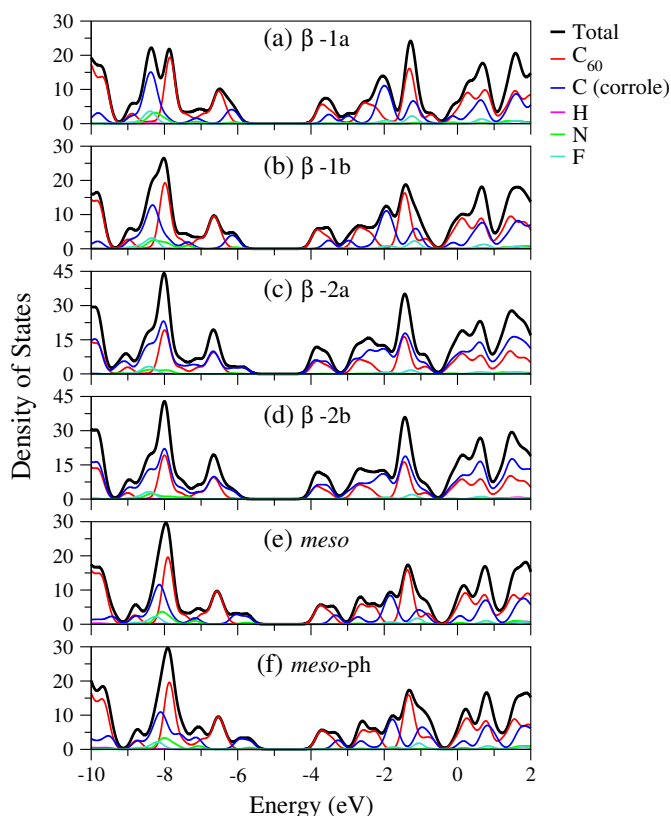 Total
C60
C (corrole)
H
N
F
(a) β -1a
30
20
10
0
(b) β -1b
30
20
10
0
(c) β -2a
45
30
15
0
(d) β -2b
45
30
15
0
(e) meso
30
20
10
0
(f) meso-ph
30
20
10
0
-10 -8 -6 -4 -2 0 2
Energy (eV)
Density of States